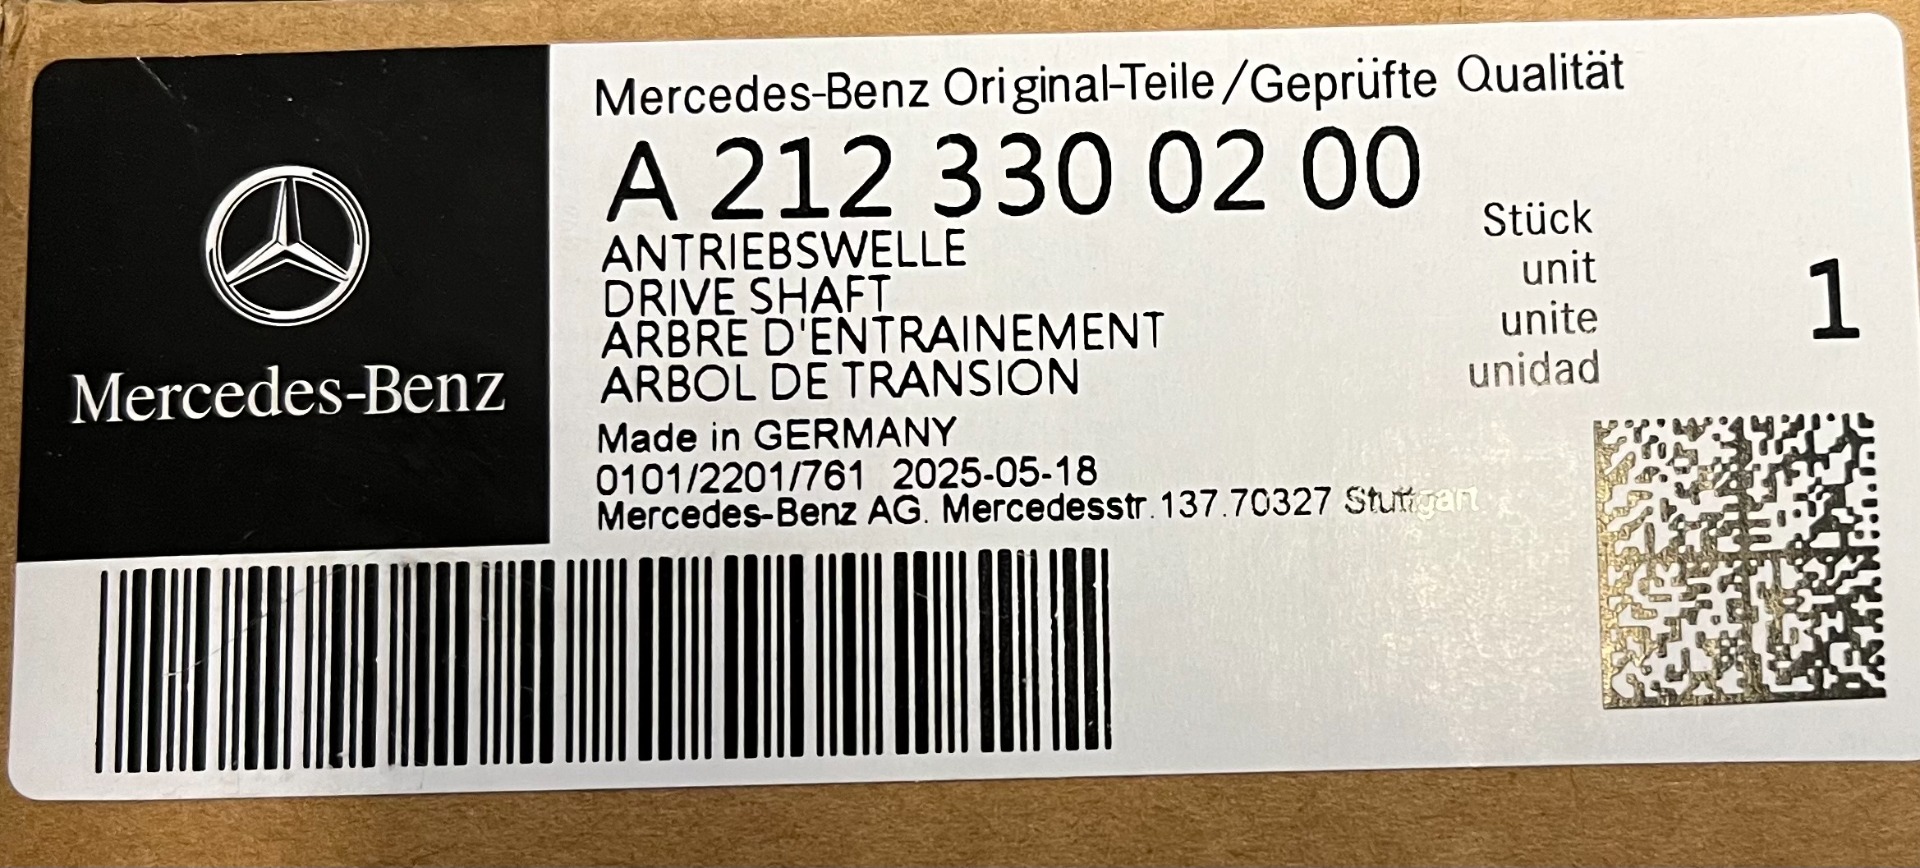 Mercedes-Benz Original-Teile/Geprüfte Qualität
A 212 330 02 00
ANTRIEBSWELLE
DRIVE SHAFT
ARBRE D'ENTRAINEMENT
ARBOL DE TRANSION
Stück
unit
unite
unidad
1
Mercedes-Benz
Made in GERMANY
0101/2201/761 2025-05-18
Mercedes-Benz AG. Mercedesstr.137.70327 Stuttgart